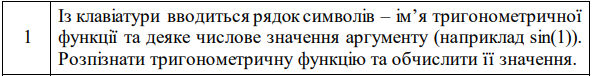 1
Із клавіатури вводиться рядок символів – ім’я тригонометричної
функції та деяке числове значення аргументу (наприклад sin(1)).
Розпізнати тригонометричну функцію та обчислити її значення.